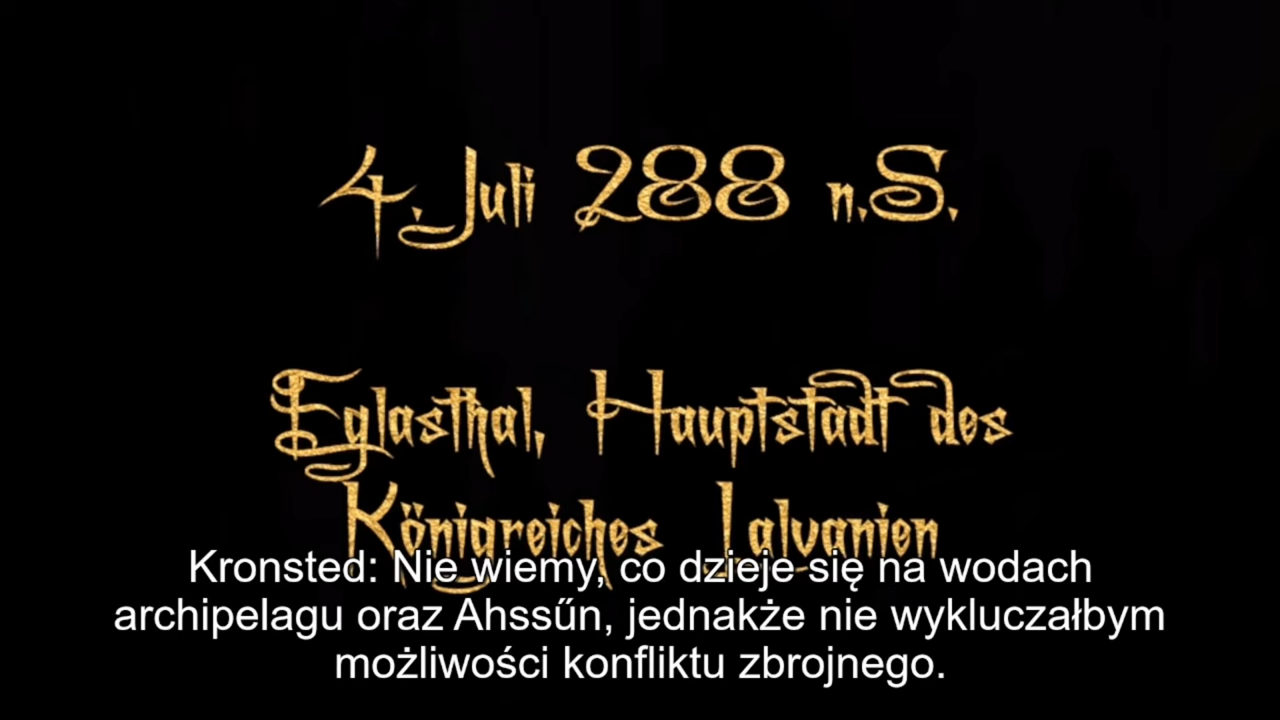 4. Juli 288 n.S.
Eglasthal, Hauptstadt des
Königreiches Lalvanien
Kronsted: Nie wiemy, co dzieje się na wodach
archipelagu oraz Ahssűn, jednakże nie wykluczałbym
możliwości konfliktu zbrojnego.